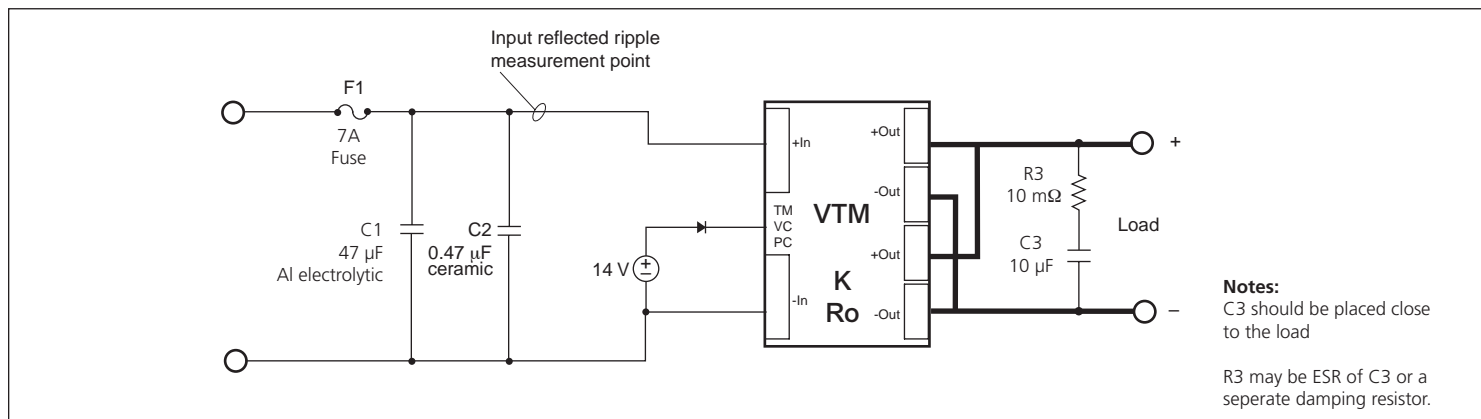 Input reflected ripple
measurement point
F1
7A
Fuse
C1
47 µF
Al electrolytic
C2
0.47 µF
ceramic
14 V
+In
TM
VC
PC
-In
VTM
K
Ro
+Out
-Out
+Out
-Out
+
R3
10 mΩ
Load
C3
10 µF
–
Notes:
C3 should be placed close
to the load
R3 may be ESR of C3 or a
seperate damping resistor.